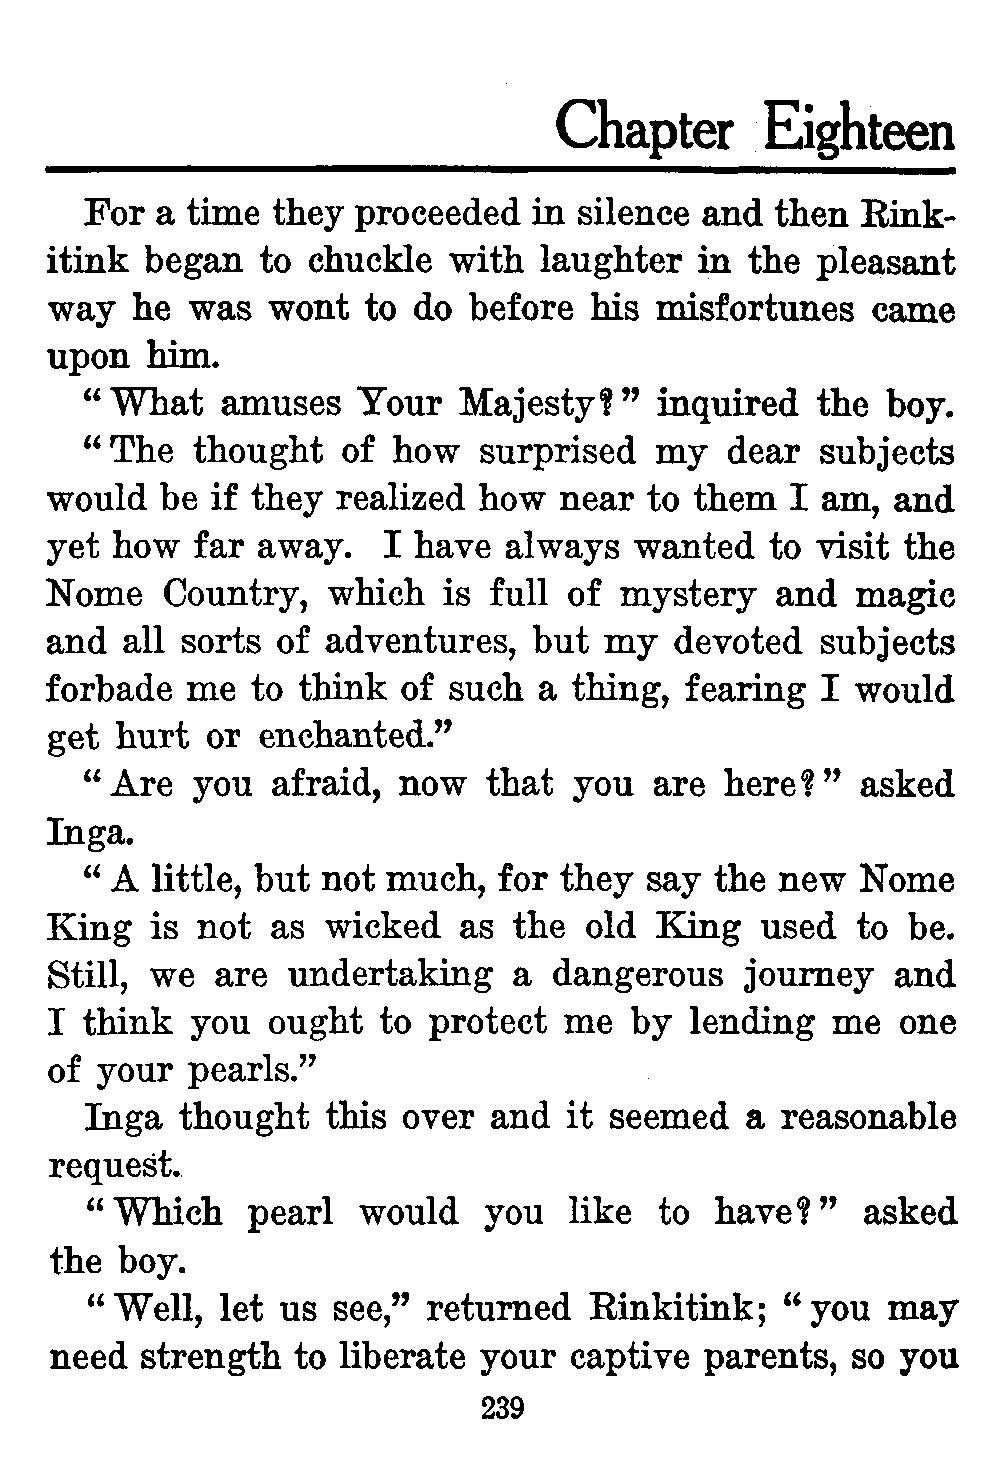 Chapter Eighteen
For a time they proceeded in silence and then Rink-
itink began to chuckle with laughter in the pleasant
way he was wont to do before his misfortunes came
upon him.
“What amuses Your Majesty?” inquired the boy.
“The thought of how surprised my dear subjects
would be if they realized how near to them I am, and
yet how far away. I have always wanted to visit the
Nome Country, which is full of mystery and magic
and all sorts of adventures, but my devoted subjects
forbade me to think of such a thing, fearing I would
get hurt or enchanted.”
“Are you afraid, now that you are here?” asked
Inga.
“A little, but not much, for they say the new Nome
King is not as wicked as the old King used to be.
Still, we are undertaking a dangerous journey and
I think you ought to protect me by lending me one
of your pearls.”
Inga thought this over and it seemed a reasonable
request.
“Which pearl would you like to have?” asked
the boy.
“Well, let us see,” returned Rinkitink; “you may
need strength to liberate your captive parents, so you
239